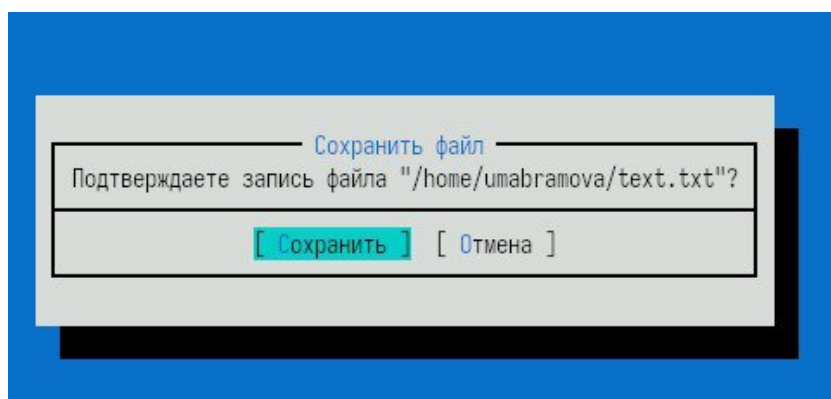 Сохранить файл
Подтверждаете запись файла "/home/umabramova/text.txt"?
[ Сохранить ] [ Отмена ]